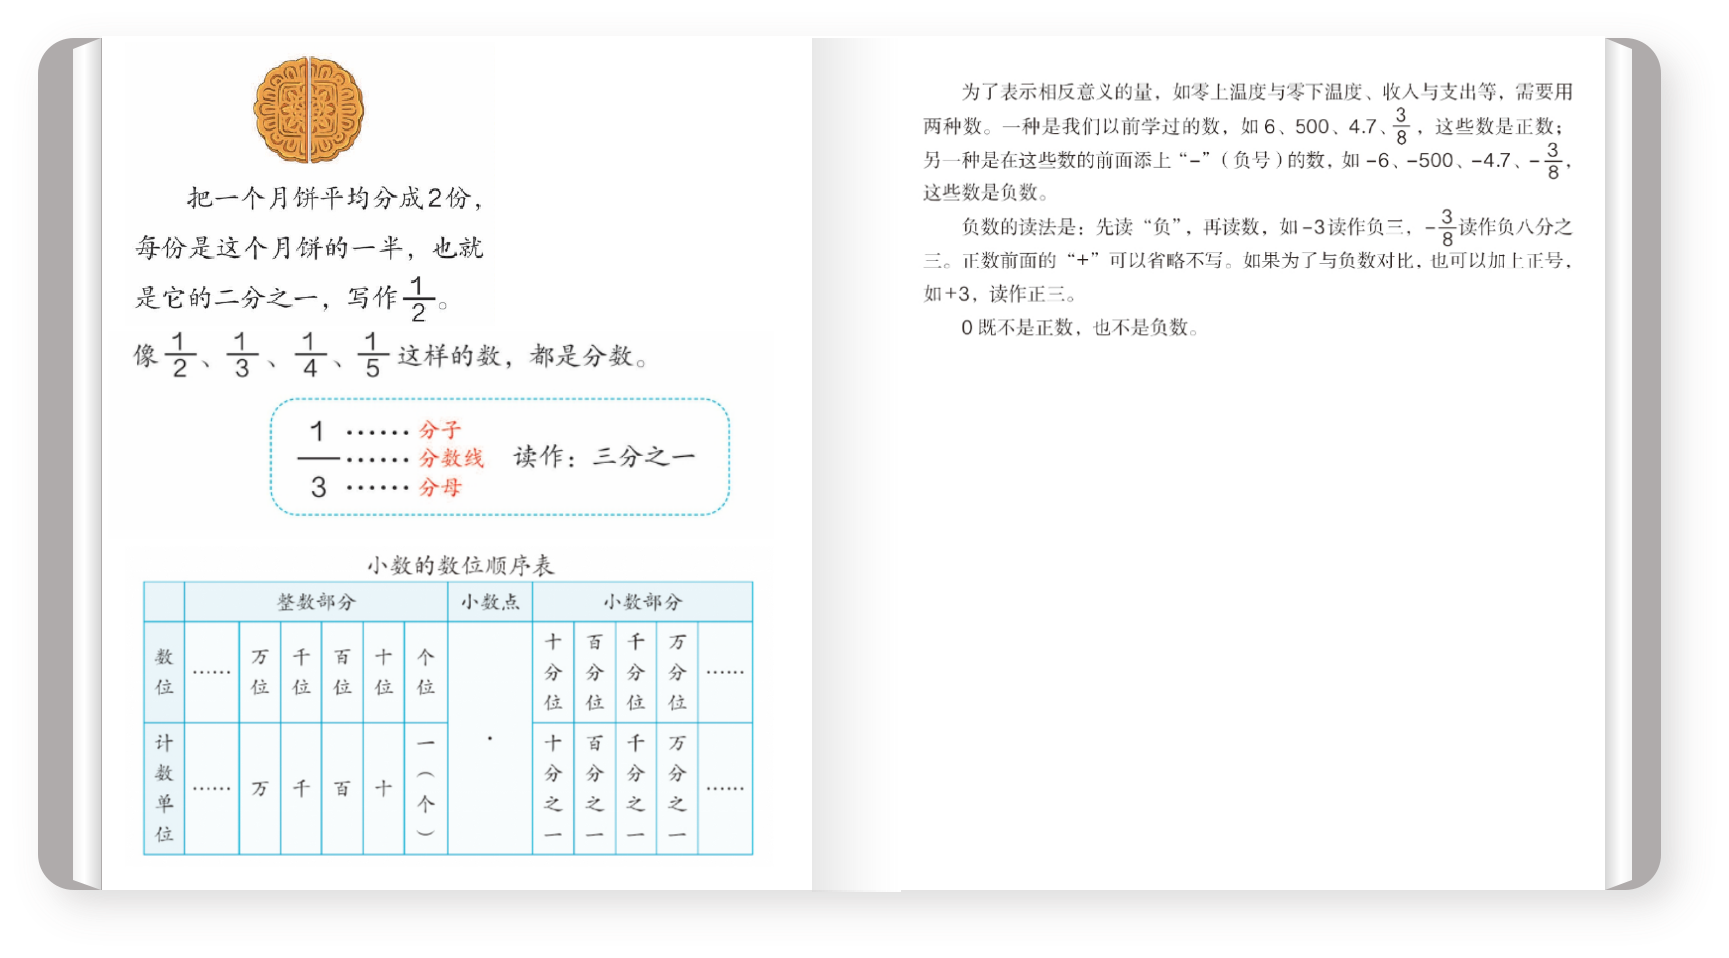 把一个月饼平均分成2份，
每份是这个月饼的一半，也就
是它的二分之一，写作1/2。
像1/2、1/3、1/4、1/5这样的数，都是分数。
1 …… 分子
—— …… 分数线 读作：三分之一
3 …… 分母
小数的数位顺序表
整数部分 小数点 小数部分
数位 …… 万位 千位 百位 十位 个位 · 十分位 百分位 千分位 万分位 ……
计数单位 …… 万 千 百 十 一（个） 十分之一 百分之一 千分之一 万分之一 ……
为了表示相反意义的量，如零上温度与零下温度、收入与支出等，需要用
两种数。一种是我们以前学过的数，如 6、500、4.7、3/8，这些数是正数；
另一种是在这些数的前面添上“−”（负号）的数，如 −6、−500、−4.7、−3/8，
这些数是负数。
负数的读法是：先读“负”，再读数，如−3读作负三，−3/8读作负八分之
三。正数前面的“+”可以省略不写。如果为了与负数对比，也可以加上正号，
如+3，读作正三。
0 既不是正数，也不是负数。